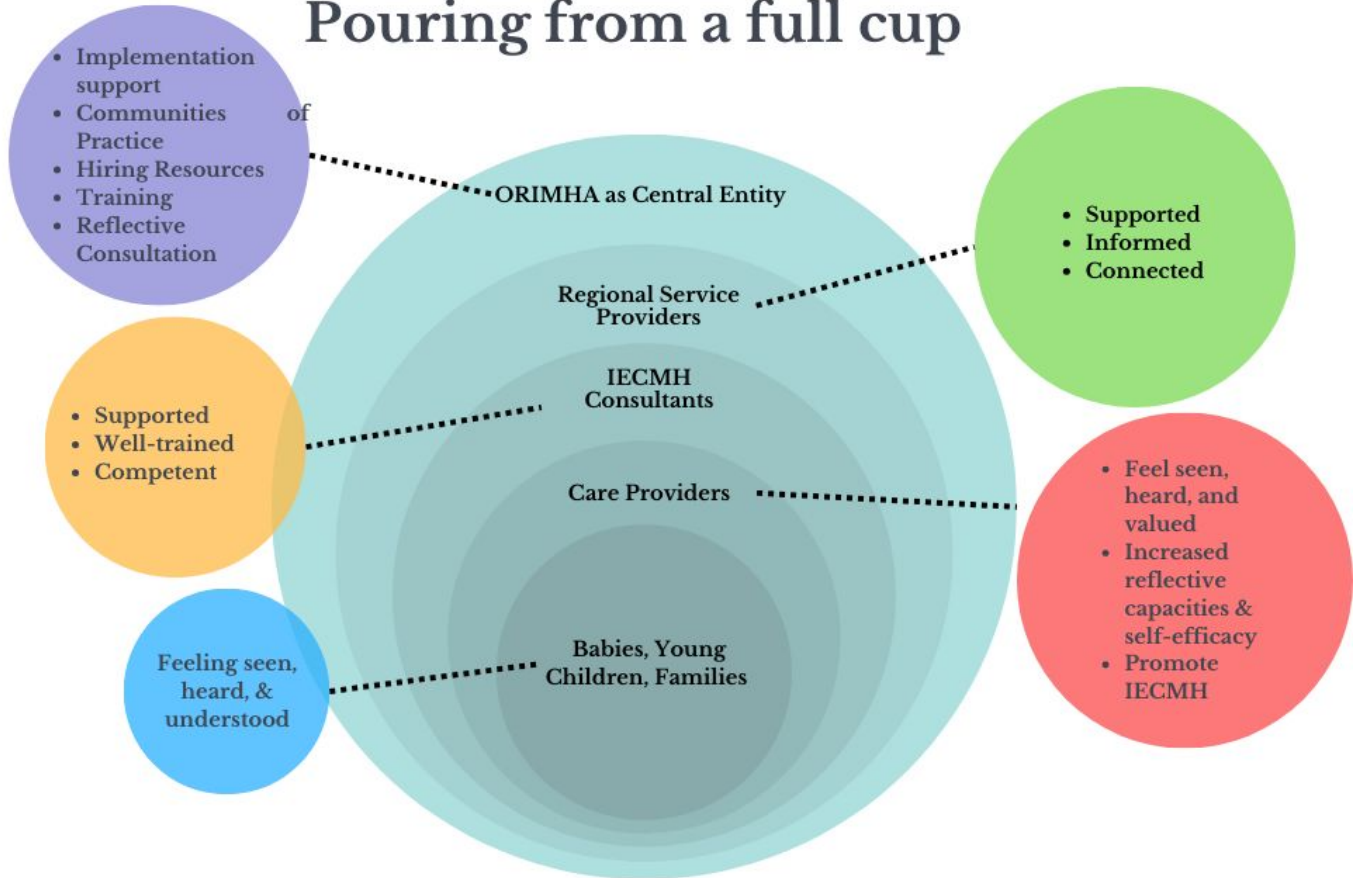 Pouring from a full cup
• Implementation
support
• Communities of
Practice
• Hiring Resources
• Training
• Reflective
Consultation
ORIMHA as Central Entity
• Supported
• Informed
• Connected
Regional Service
Providers
IECMH
Consultants
• Supported
• Well-trained
• Competent
Care Providers
• Feel seen,
heard, and
valued
• Increased
reflective
capacities &
self-efficacy
• Promote
IECMH
Babies, Young
Children, Families
Feeling seen,
heard, &
understood